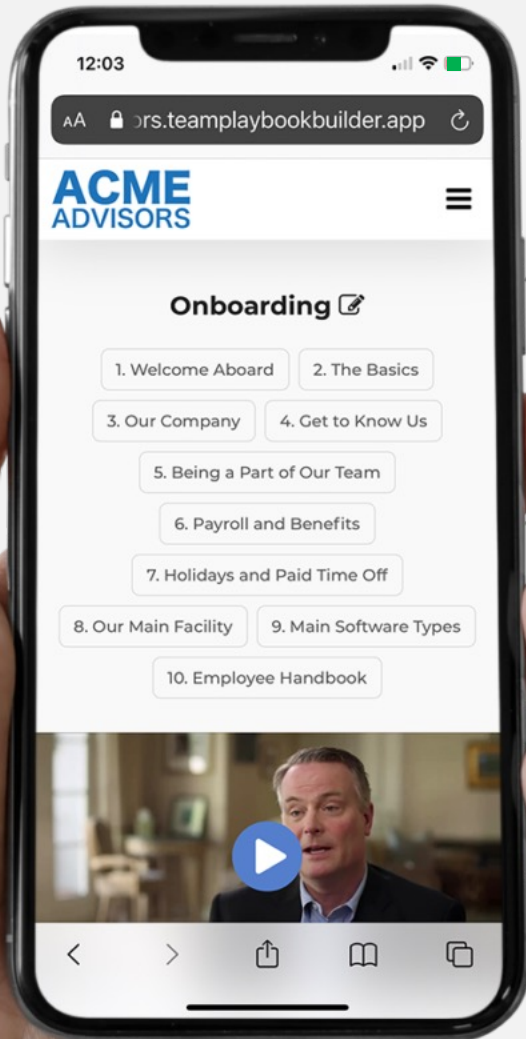 12:03
AA ors.teamplaybookbuilder.app
ACME
ADVISORS
Onboarding
1. Welcome Aboard 2. The Basics
3. Our Company 4. Get to Know Us
5. Being a Part of Our Team
6. Payroll and Benefits
7. Holidays and Paid Time Off
8. Our Main Facility 9. Main Software Types
10. Employee Handbook